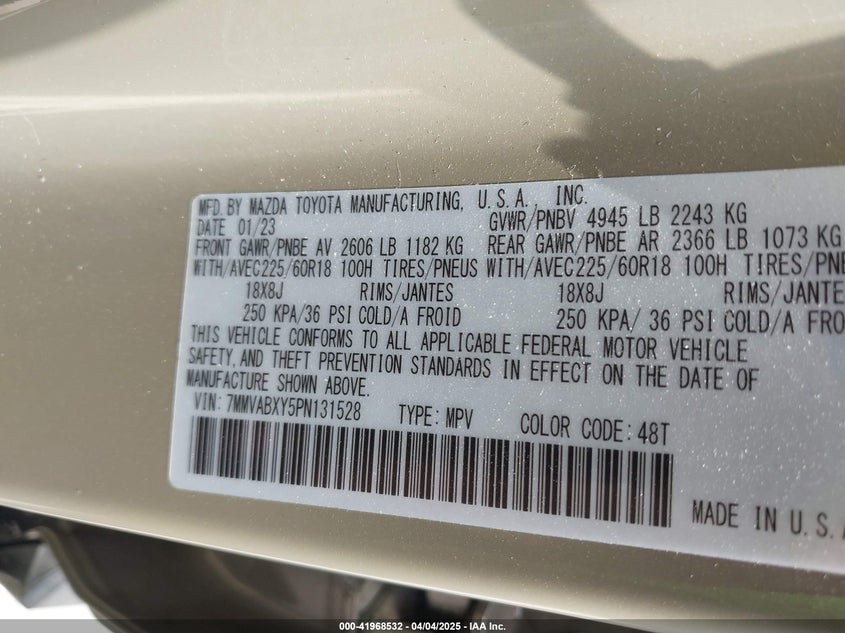 MFD.BY MAZDA TOYOTA MANUFACTURING, U.S.A., INC.
DATE 01/23 GVWR/PNBV 4945 LB 2243 KG
FRONT GAWR/PNBE AV 2606 LB 1182 KG REAR GAWR/PNBE AR 2366 LB 1073 KG
WITH/AVEC225/60R18 100H TIRES/PNEUS WITH/AVEC225/60R18 100H TIRES/PNE
18X8J RIMS/JANTES 18X8J RIMS/JANTE
250 KPA/36 PSI COLD/A FROID 250 KPA/ 36 PSI COLD/A FRO
THIS VEHICLE CONFORMS TO ALL APPLICABLE FEDERAL MOTOR VEHICLE
SAFETY, AND THEFT PREVENTION STANDARDS IN EFFECT ON THE DATE OF
MANUFACTURE SHOWN ABOVE.
VIN: 7MMVABXY5PN131528 TYPE: MPV COLOR CODE: 48T
MADE IN U.S.A
000-41968532 - 04/04/2025 - IAA Inc.